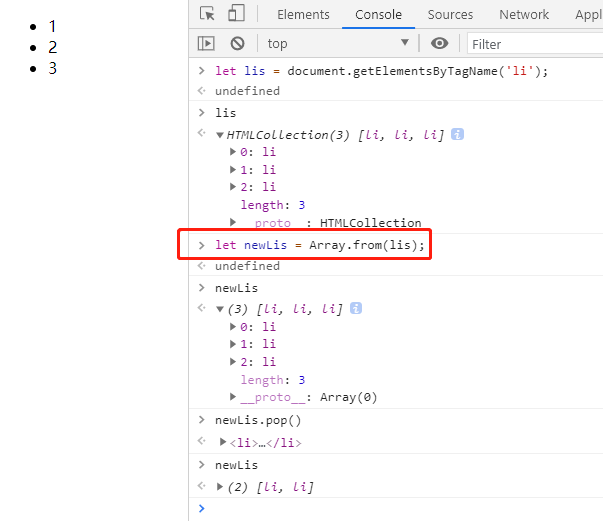 1
2
3
Elements Console Sources Network Appl
top Filter
let lis = document.getElementsByTagName('li');
undefined
lis
HTMLCollection(3) [li, li, li]
0: li
1: li
2: li
length: 3
__proto__: HTMLCollection
let newLis = Array.from(lis);
undefined
newLis
(3) [li, li, li]
0: li
1: li
2: li
length: 3
__proto__: Array(0)
newLis.pop()
<li>…</li>
newLis
(2) [li, li]